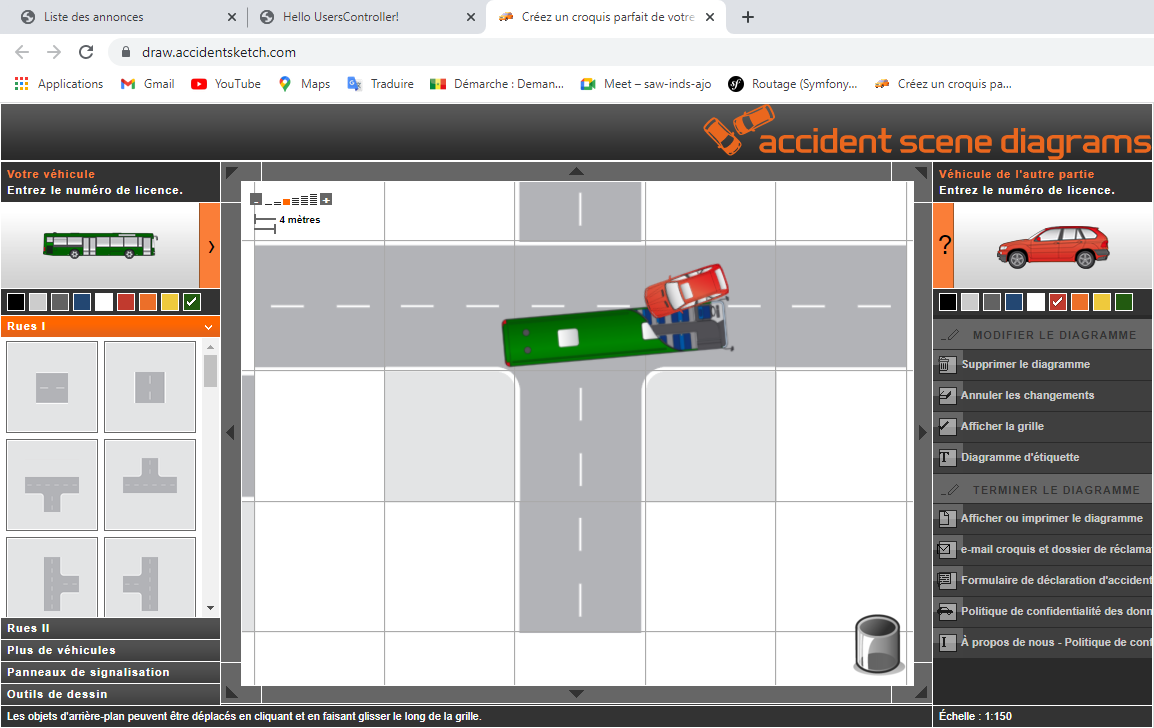 Liste des annonces
Hello UsersController!
Créez un croquis parfait de votre
draw.accidentsketch.com
Applications
Gmail
YouTube
Maps
Traduire
Démarche : Deman...
Meet – saw-inds-ajo
Routage (Symfony...
Créez un croquis pa...
accident scene diagrams
Votre véhicule
Entrez le numéro de licence.
Véhicule de l'autre partie
Entrez le numéro de licence.
4 mètres
?
Rues I
MODIFIER LE DIAGRAMME
Supprimer le diagramme
Annuler les changements
Afficher la grille
T Diagramme d'étiquette
TERMINER LE DIAGRAMME
Afficher ou imprimer le diagramme
e-mail croquis et dossier de réclama
Formulaire de déclaration d'accident
Politique de confidentialité des donn
À propos de nous - Politique de conf
Rues II
Plus de véhicules
Panneaux de signalisation
Outils de dessin
Les objets d'arrière-plan peuvent être déplacés en cliquant et en faisant glisser le long de la grille.
Échelle : 1:150